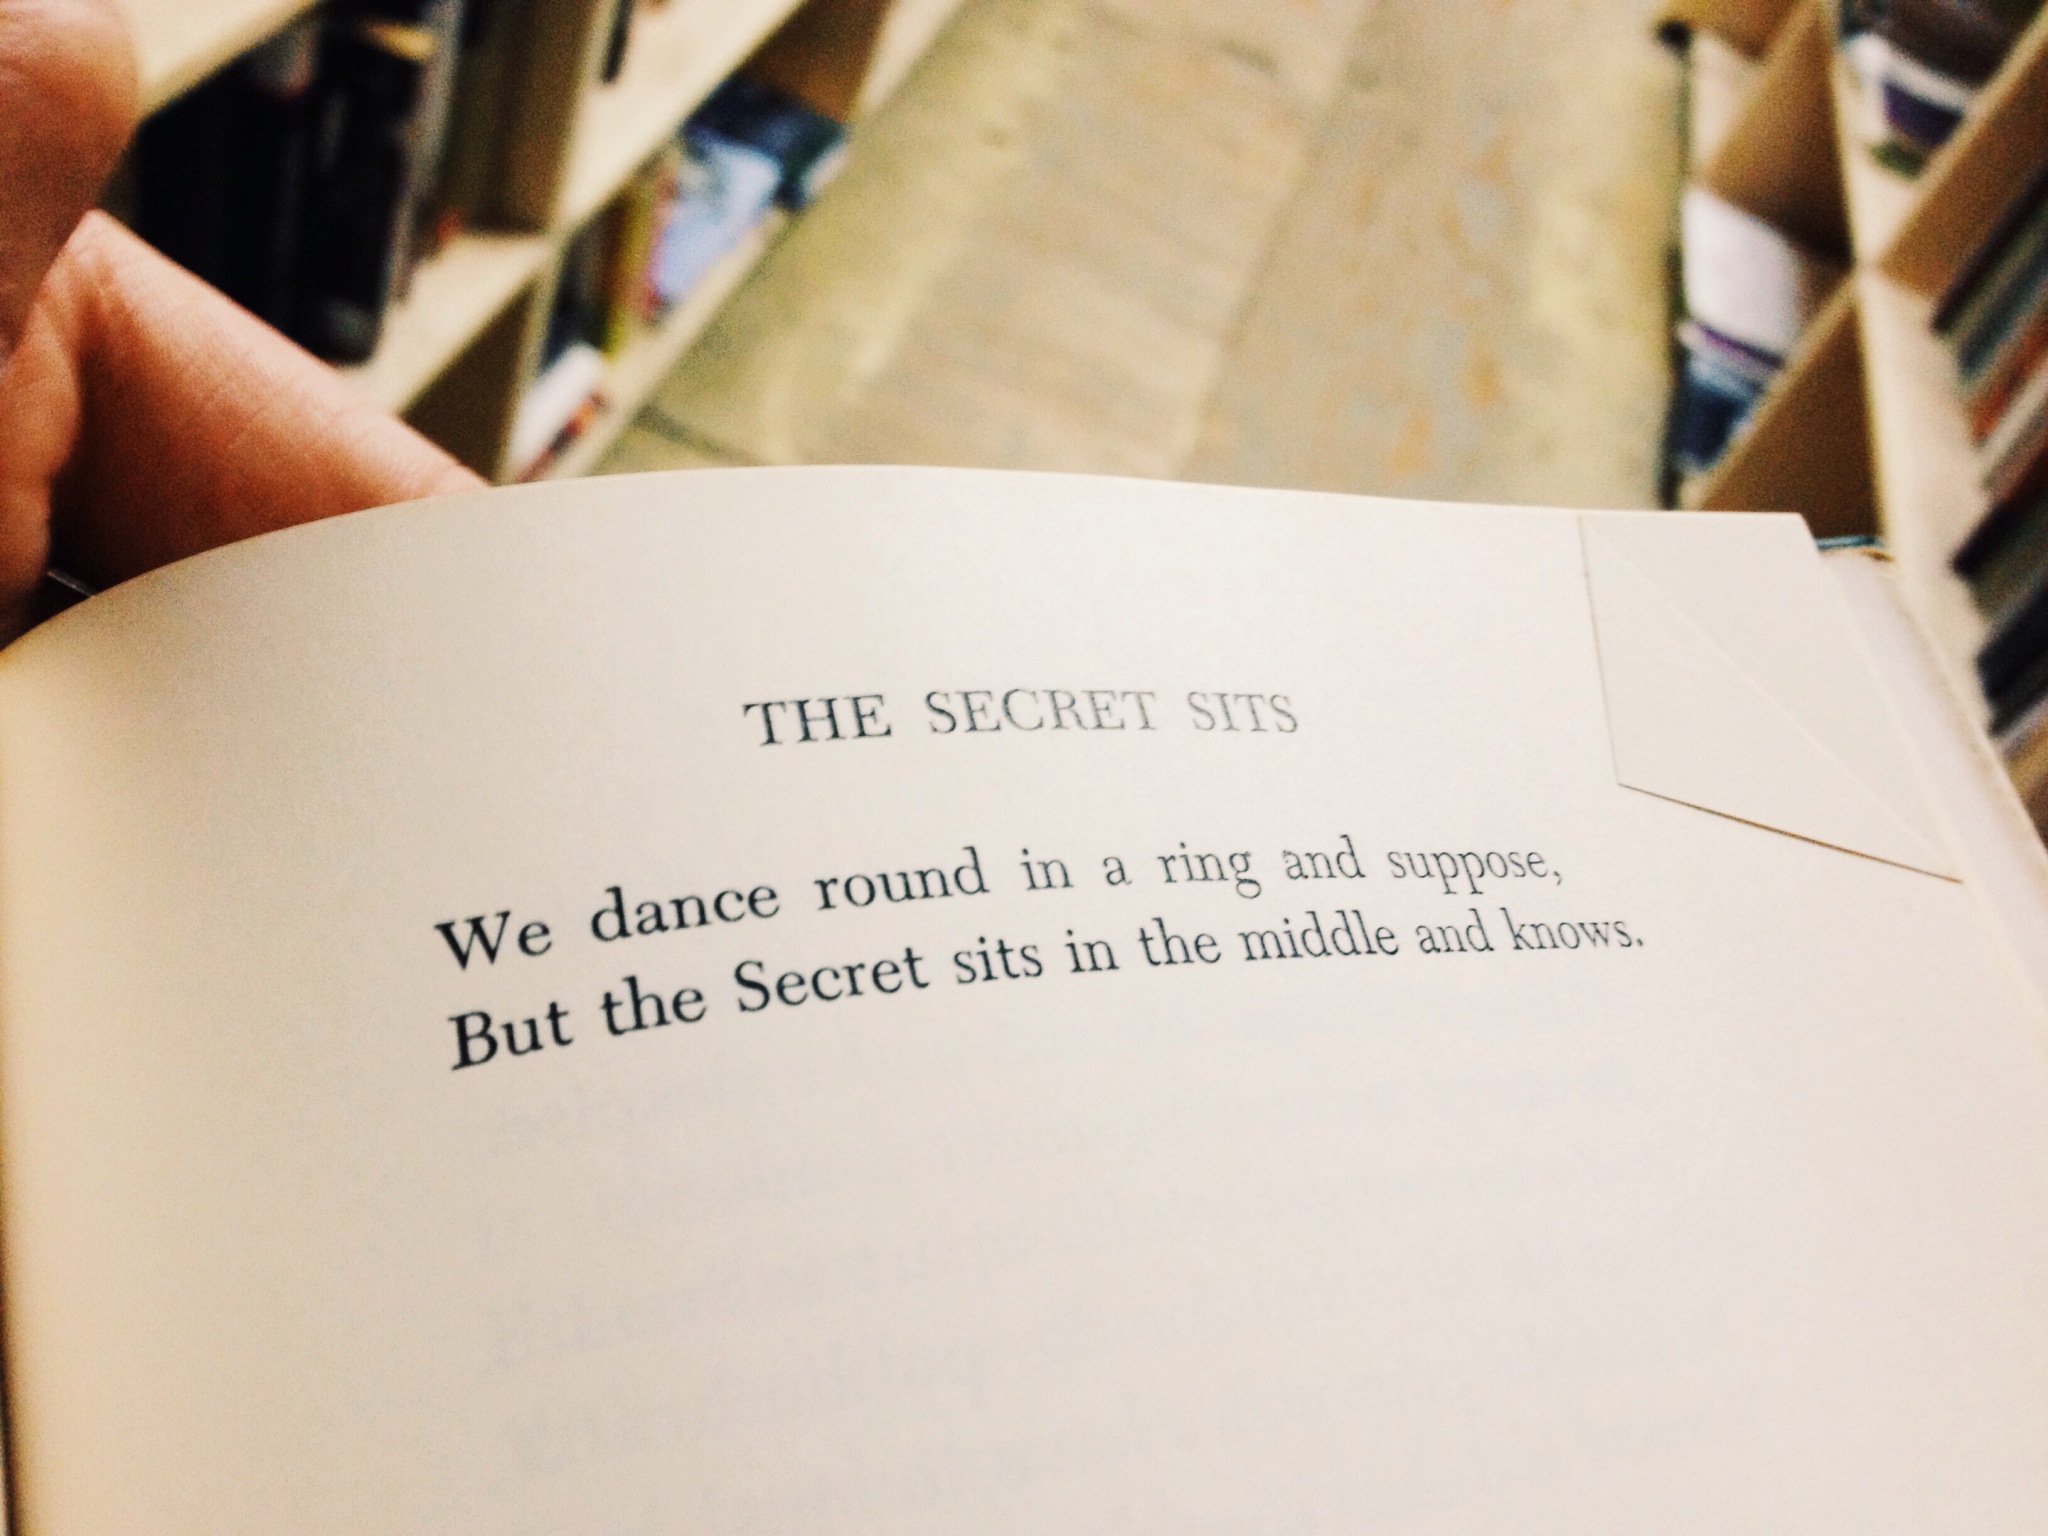 THE SECRET SITS
We dance round in a ring and suppose,
But the Secret sits in the middle and knows.